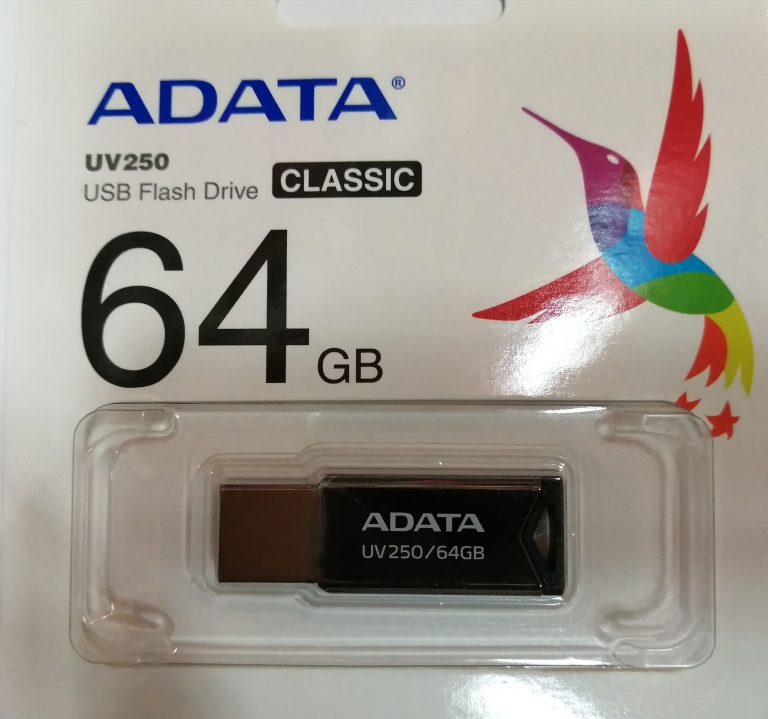 ADATA®
UV250
USB Flash Drive CLASSIC
64 GB
ADATA
UV250/64GB